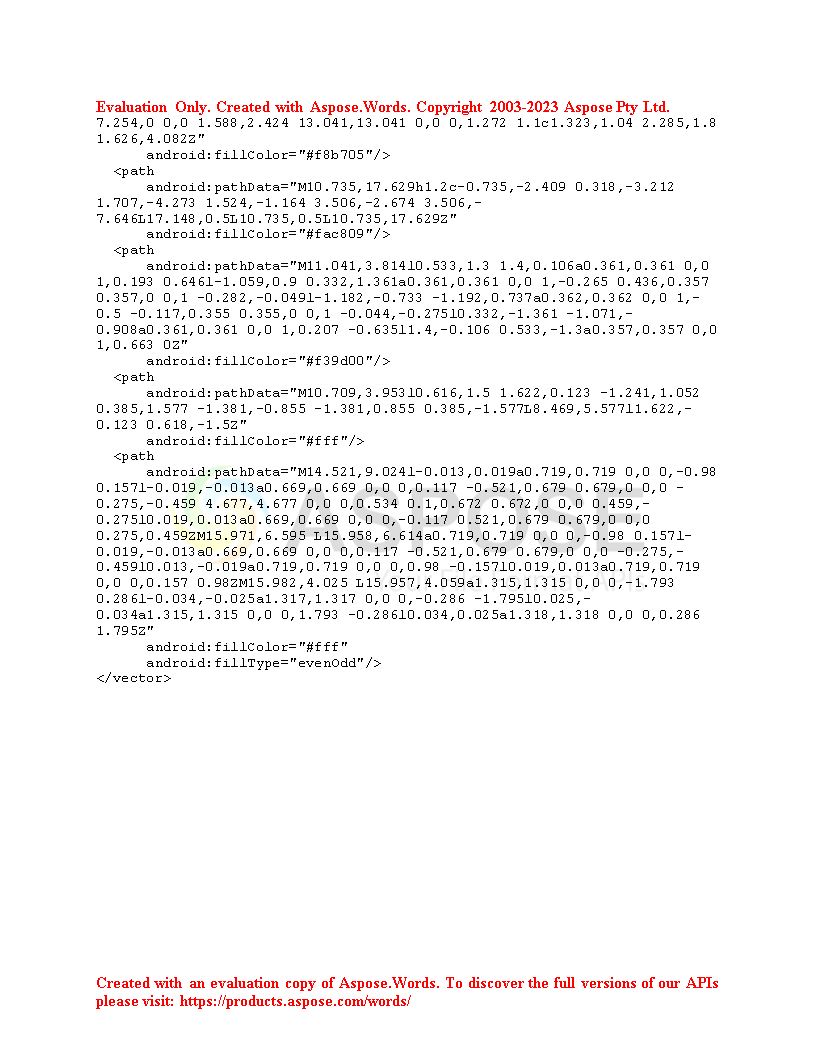 Evaluation Only. Created with Aspose.Words. Copyright 2003-2023 Aspose Pty Ltd.
7.254,0 0,0 1.588,2.424 13.041,13.041 0,0 0,1.272 1.1c1.323,1.04 2.285,1.8
1.626,4.082Z"
      android:fillColor="#f8b705"/>
  <path
      android:pathData="M10.735,17.629h1.2c-0.735,-2.409 0.318,-3.212
1.707,-4.273 1.524,-1.164 3.506,-2.674 3.506,-
7.646L17.148,0.5L10.735,0.5L10.735,17.629Z"
      android:fillColor="#fac809"/>
  <path
      android:pathData="M11.041,3.814l0.533,1.3 1.4,0.106a0.361,0.361 0,0
1,0.193 0.646l-1.059,0.9 0.332,1.361a0.361,0.361 0,0 1,-0.265 0.436,0.357
0.357,0 0,1 -0.282,-0.049l-1.182,-0.733 -1.192,0.737a0.362,0.362 0,0 1,-
0.5 -0.117,0.355 0.355,0 0,1 -0.044,-0.275l0.332,-1.361 -1.071,-
0.908a0.361,0.361 0,0 1,0.207 -0.635l1.4,-0.106 0.533,-1.3a0.357,0.357 0,0
1,0.663 0Z"
      android:fillColor="#f39d00"/>
  <path
      android:pathData="M10.709,3.953l0.616,1.5 1.622,0.123 -1.241,1.052
0.385,1.577 -1.381,-0.855 -1.381,0.855 0.385,-1.577L8.469,5.577l1.622,-
0.123 0.618,-1.5Z"
      android:fillColor="#fff"/>
  <path
      android:pathData="M14.521,9.024l-0.013,0.019a0.719,0.719 0,0 0,-0.98
0.157l-0.019,-0.013a0.669,0.669 0,0 0,0.117 -0.521,0.679 0.679,0 0,0 -
0.275,-0.459 4.677,4.677 0,0 0,0.534 0.1,0.672 0.672,0 0,0 0.459,-
0.275l0.019,0.013a0.669,0.669 0,0 0,-0.117 0.521,0.679 0.679,0 0,0
0.275,0.459ZM15.971,6.595 L15.958,6.614a0.719,0.719 0,0 0,-0.98 0.157l-
0.019,-0.013a0.669,0.669 0,0 0,0.117 -0.521,0.679 0.679,0 0,0 -0.275,-
0.459l0.013,-0.019a0.719,0.719 0,0 0,0.98 -0.157l0.019,0.013a0.719,0.719
0,0 0,0.157 0.98ZM15.982,4.025 L15.957,4.059a1.315,1.315 0,0 0,-1.793
0.286l-0.034,-0.025a1.317,1.317 0,0 0,-0.286 -1.795l0.025,-
0.034a1.315,1.315 0,0 0,1.793 -0.286l0.034,0.025a1.318,1.318 0,0 0,0.286
1.795Z"
      android:fillColor="#fff"
      android:fillType="evenOdd"/>
</vector>
ASPOSE
Created with an evaluation copy of Aspose.Words. To discover the full versions of our APIs
please visit: https://products.aspose.com/words/